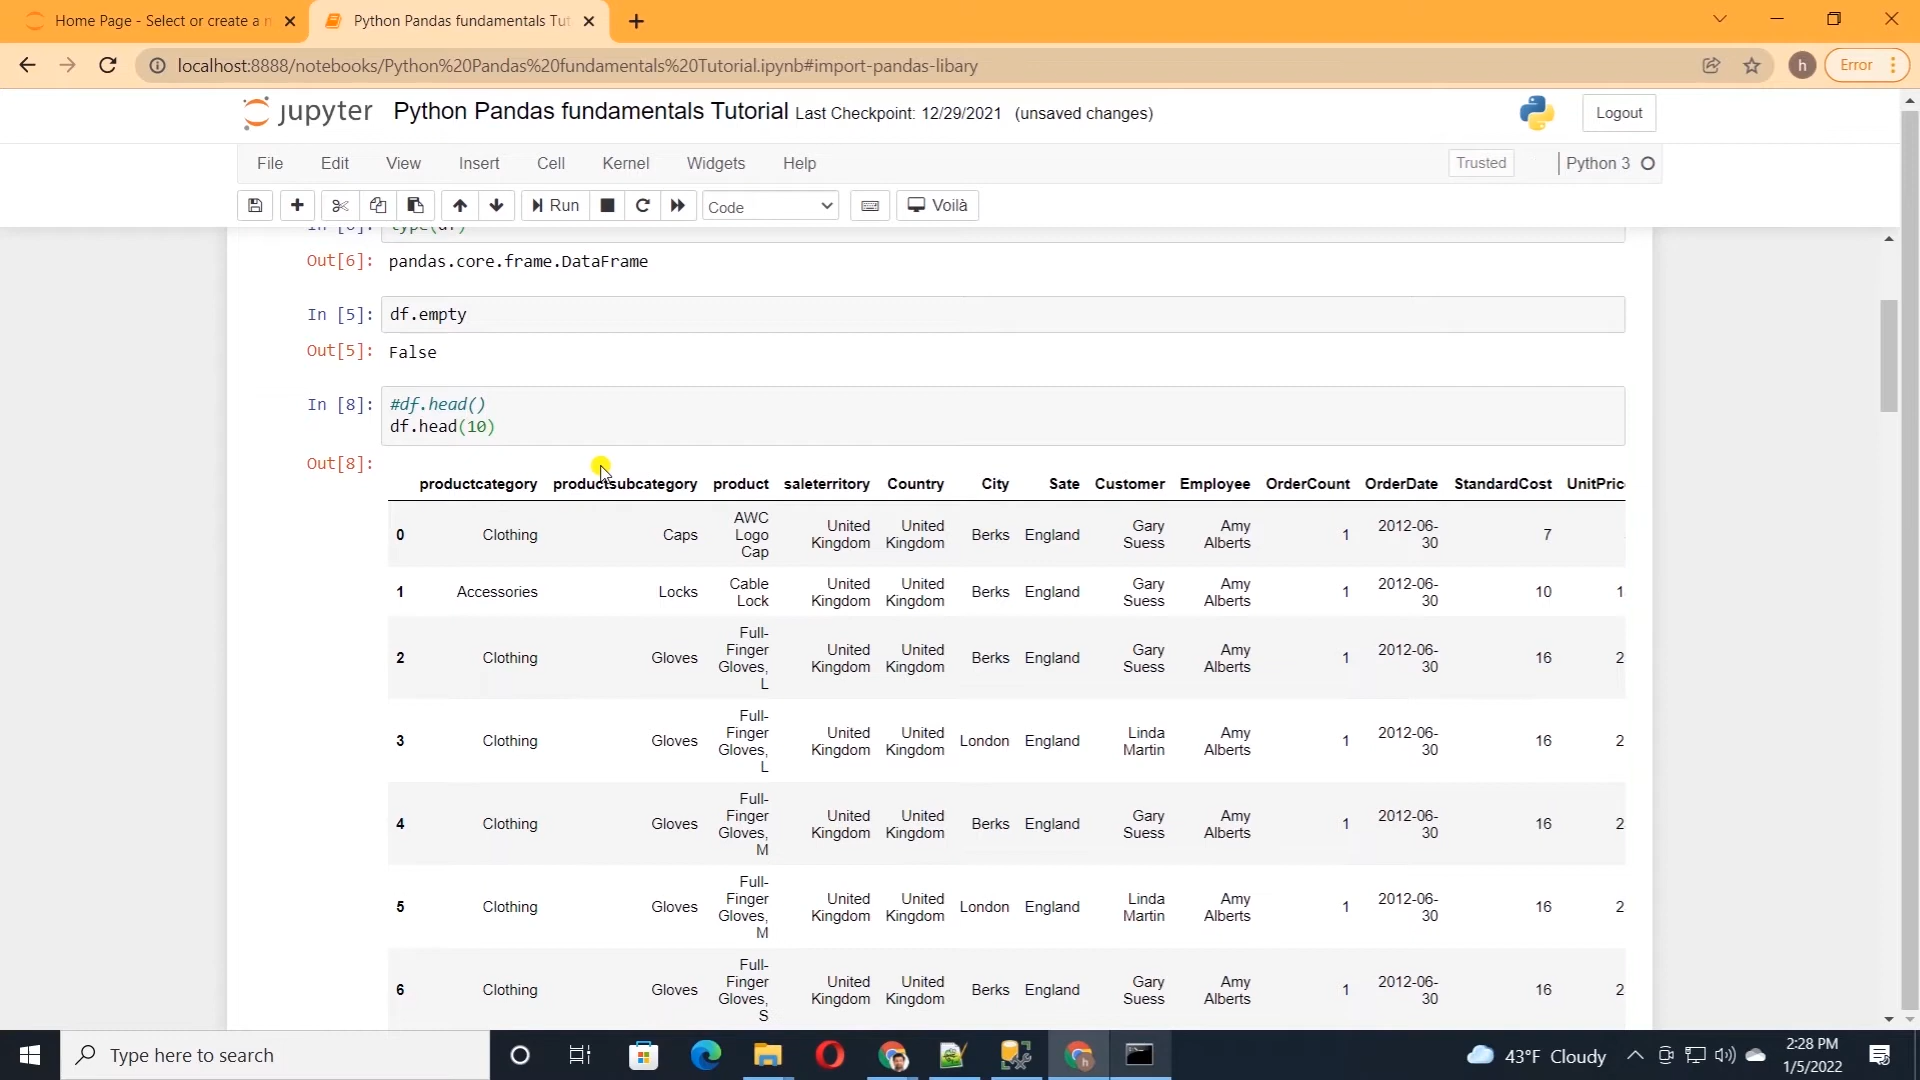 Home Page - Select or create a n
Python Pandas fundamentals Tut
localhost:8888/notebooks/Python%20Pandas%20fundamentals%20Tutorial.ipynb#import-pandas-libary
h
Error
jupyter Python Pandas fundamentals Tutorial Last Checkpoint: 12/29/2021 (unsaved changes)
Logout
File Edit View Insert Cell Kernel Widgets Help
Trusted
Python 3
Run
Code
Voilà
In [6]: type(df)
Out[6]: pandas.core.frame.DataFrame
In [5]: df.empty
Out[5]: False
In [8]: #df.head()
df.head(10)
Out[8]:
productcategory productsubcategory product saleterritory Country City Sate Customer Employee OrderCount OrderDate StandardCost UnitPric
0 Clothing Caps AWC Logo Cap United Kingdom United Kingdom Berks England Gary Suess Amy Alberts 1 2012-06-30 7
1 Accessories Locks Cable Lock United Kingdom United Kingdom Berks England Gary Suess Amy Alberts 1 2012-06-30 10 1
2 Clothing Gloves Full-Finger Gloves, L United Kingdom United Kingdom Berks England Gary Suess Amy Alberts 1 2012-06-30 16 2
3 Clothing Gloves Full-Finger Gloves, L United Kingdom United Kingdom London England Linda Martin Amy Alberts 1 2012-06-30 16 2
4 Clothing Gloves Full-Finger Gloves, M United Kingdom United Kingdom Berks England Gary Suess Amy Alberts 1 2012-06-30 16 2
5 Clothing Gloves Full-Finger Gloves, M United Kingdom United Kingdom London England Linda Martin Amy Alberts 1 2012-06-30 16 2
6 Clothing Gloves Full-Finger Gloves, S United Kingdom United Kingdom Berks England Gary Suess Amy Alberts 1 2012-06-30 16 2
Type here to search
43°F Cloudy
2:28 PM
1/5/2022